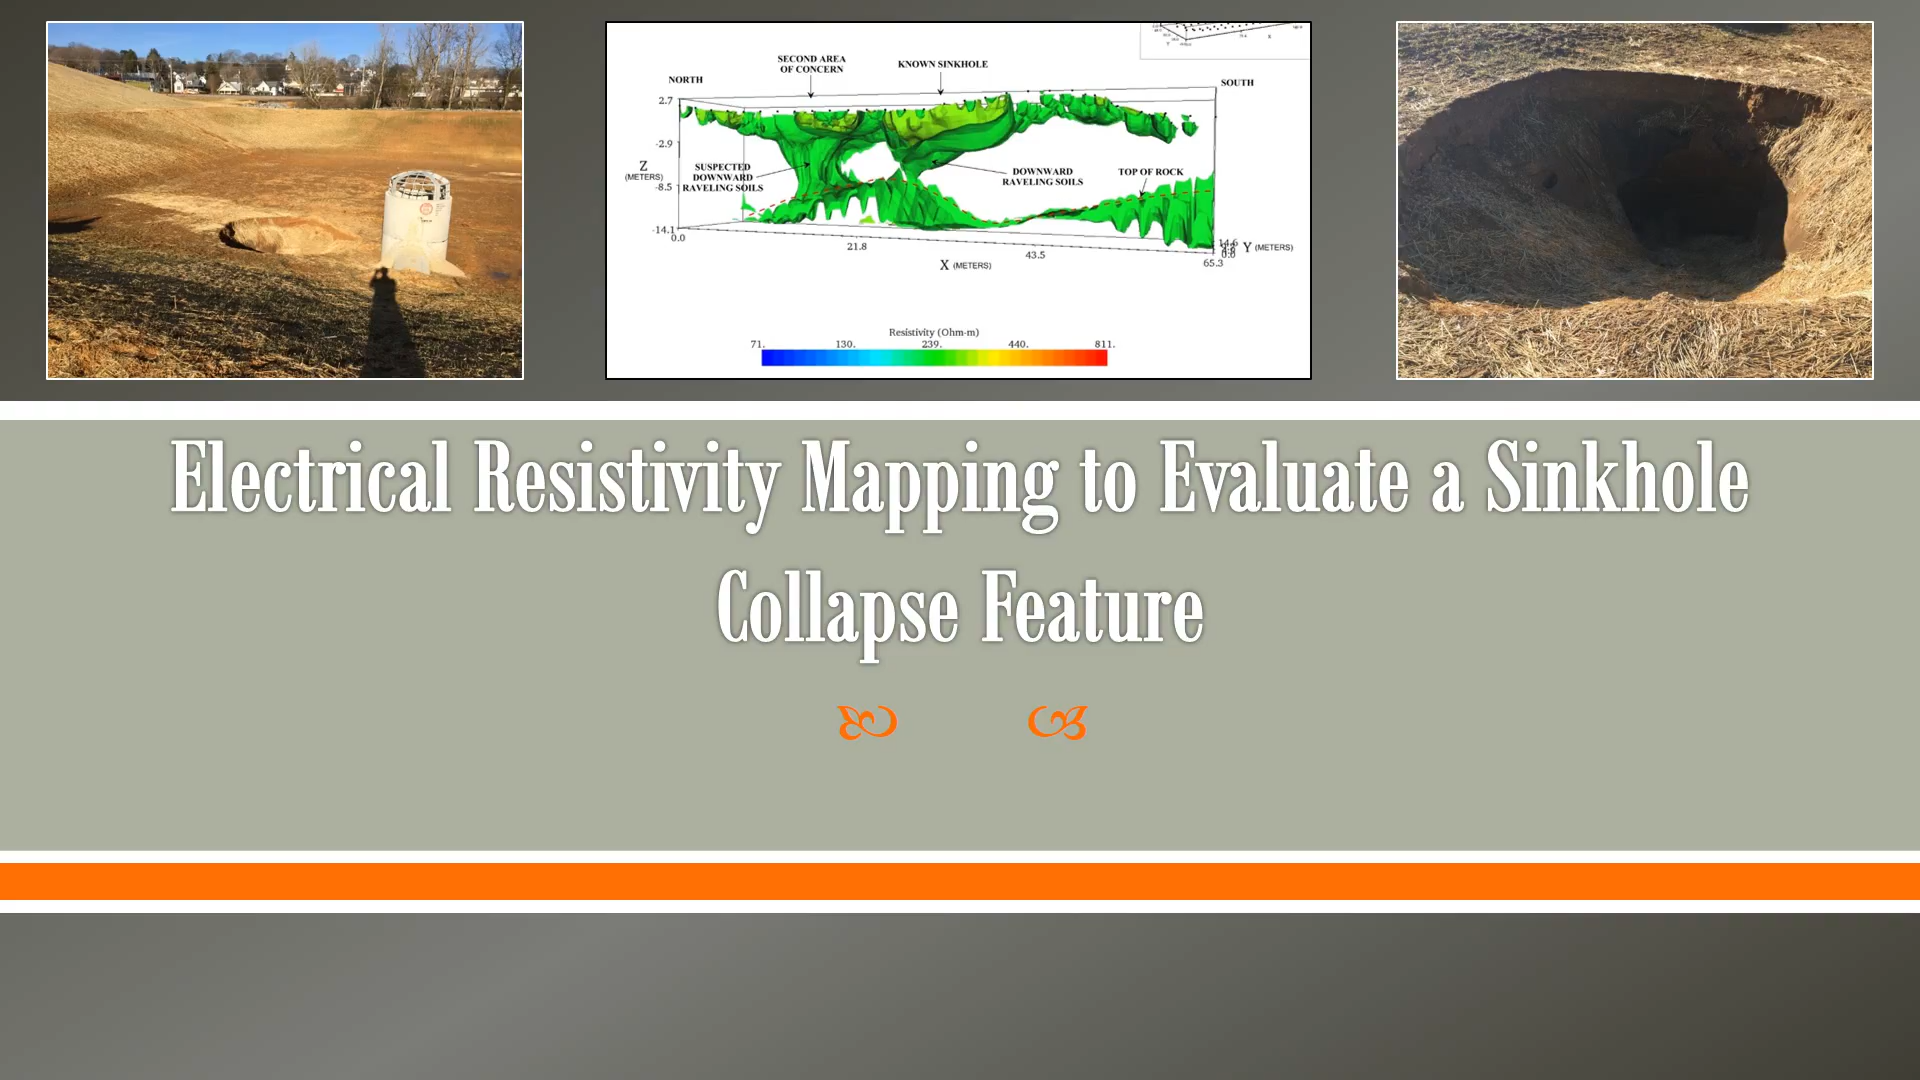 SECOND AREA
OF CONCERN
KNOWN SINKHOLE
NORTH
SOUTH
2.7
-2.9
Z
(METERS)
-8.5
-14.1
SUSPECTED
DOWNWARD
RAVELING SOILS
DOWNWARD
RAVELING SOILS
TOP OF ROCK
0.0
21.8
43.5
65.3
X (METERS)
Y (METERS)
Resistivity (Ohm-m)
71. 130. 239. 440. 811.
Electrical Resistivity Mapping to Evaluate a Sinkhole
Collapse Feature